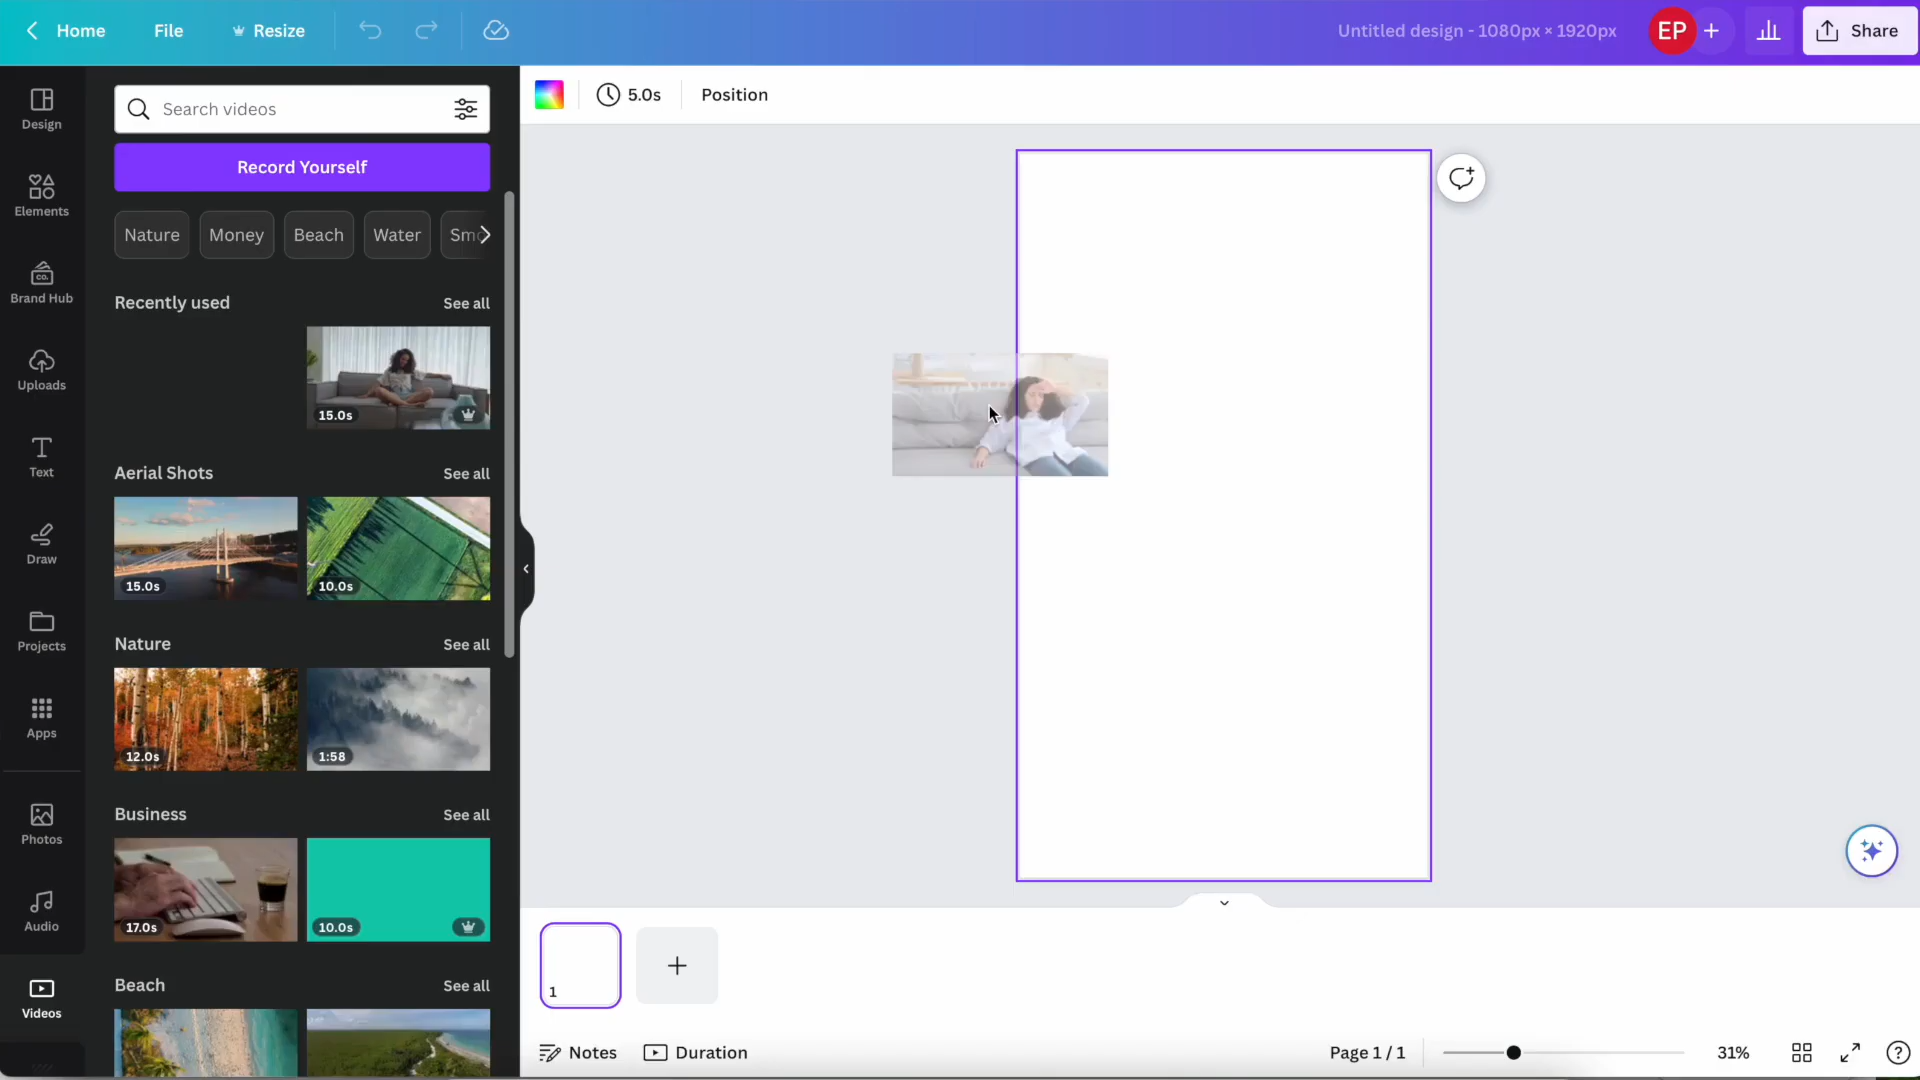 Home
File
Resize
Untitled design - 1080px × 1920px
EP
Share
Design
Elements
CO.
Brand Hub
Uploads
Text
Draw
Projects
Apps
Photos
Audio
Videos
Search videos
Record Yourself
Nature
Money
Beach
Water
Smo
Recently used
See all
15.0s
Aerial Shots
See all
15.0s
10.0s
Nature
See all
12.0s
1:58
Business
See all
17.0s
10.0s
Beach
See all
5.0s
Position
1
Notes
Duration
Page 1 / 1
31%